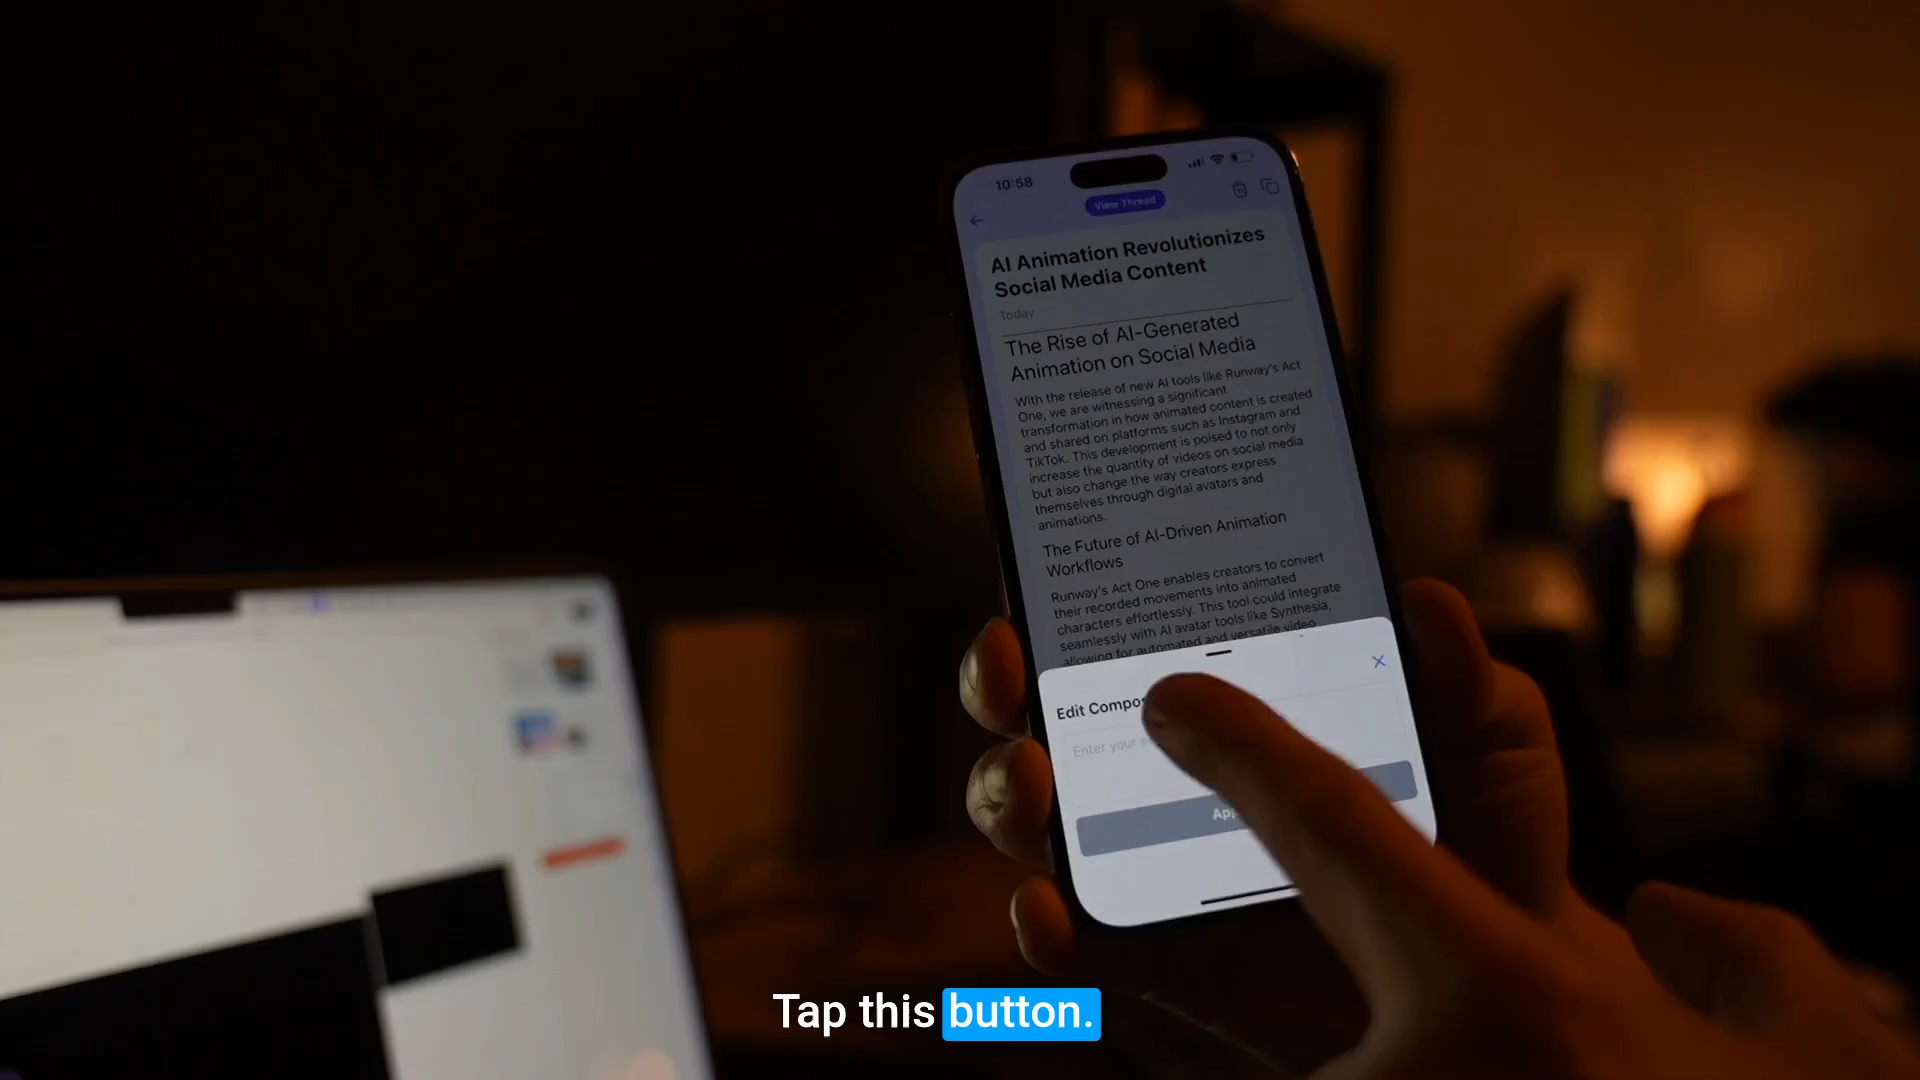 10:58
View Thread
AI Animation Revolutionizes
Social Media Content
Today
The Rise of AI-Generated
Animation on Social Media
With the release of new AI tools like Runway's Act
One, we are witnessing a significant
transformation in how animated content is created
and shared on platforms such as Instagram and
TikTok. This development is poised to not only
increase the quantity of videos on social media
but also change the way creators express
themselves through digital avatars and
animations.
The Future of AI-Driven Animation
Workflows
Runway's Act One enables creators to convert
their recorded movements into animated
characters effortlessly. This tool could integrate
seamlessly with AI avatar tools like Synthesia,
allowing for automated and versatile video
Edit
Enter your
Tap this button.